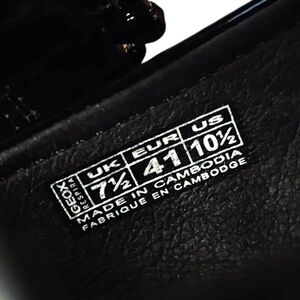 GEOX
RESPIRA
UK EUR US
7½ 41 10½
MADE IN CAMBODIA
FABRIQUE EN CAMBODGE